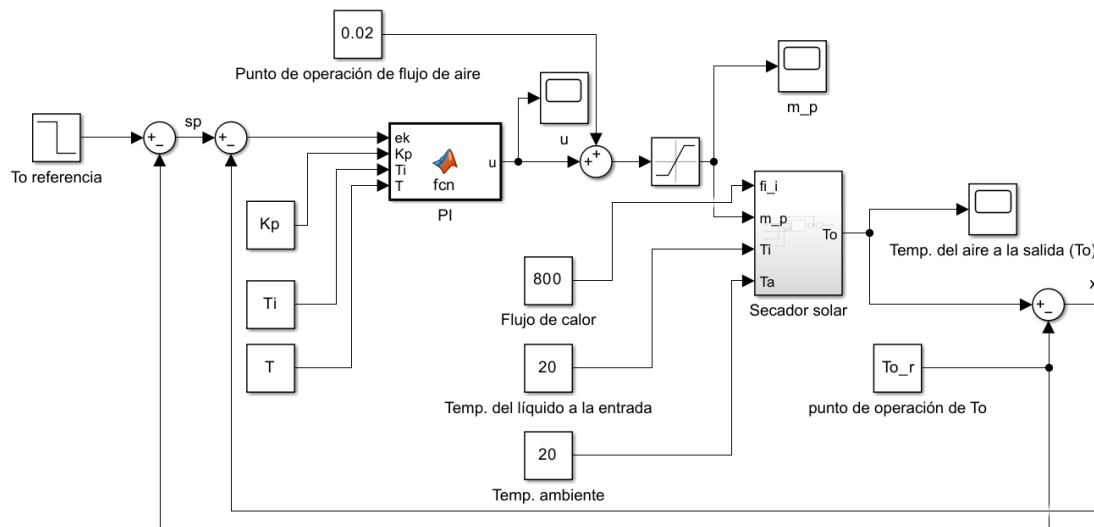 0.02
Punto de operación de flujo de aire
m_p
sp
u
To referencia
ek
Kp
Ti
T
fcn
u
PI
Kp
Ti
T
fi_i
m_p
Ti
Ta
To
Secador solar
Temp. del aire a la salida (To)
x
800
Flujo de calor
20
Temp. del líquido a la entrada
To_r
punto de operación de To
20
Temp. ambiente